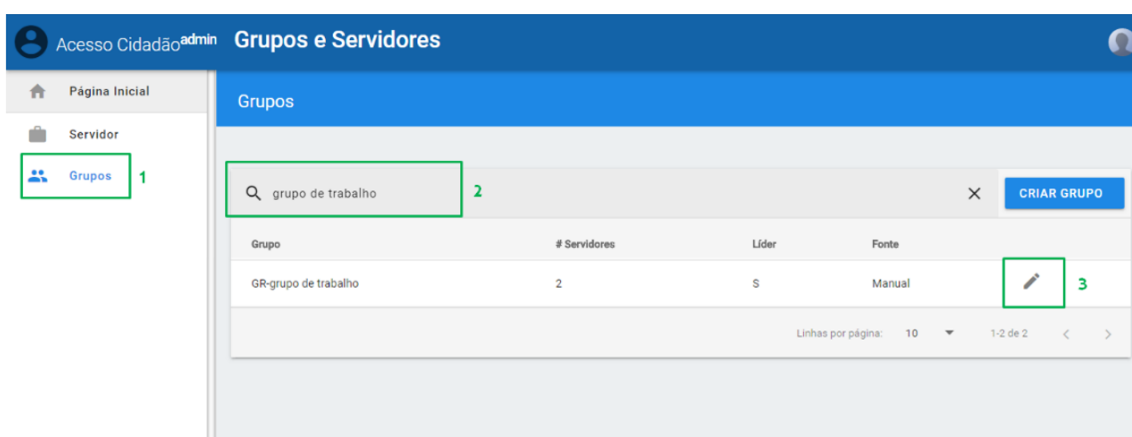 Acesso Cidadão admin Grupos e Servidores
Página Inicial
Grupos
Servidor
Grupos 1
grupo de trabalho 2
CRIAR GRUPO
Grupo # Servidores Líder Fonte
GR-grupo de trabalho 2 S Manual 3
Linhas por página: 10 1-2 de 2